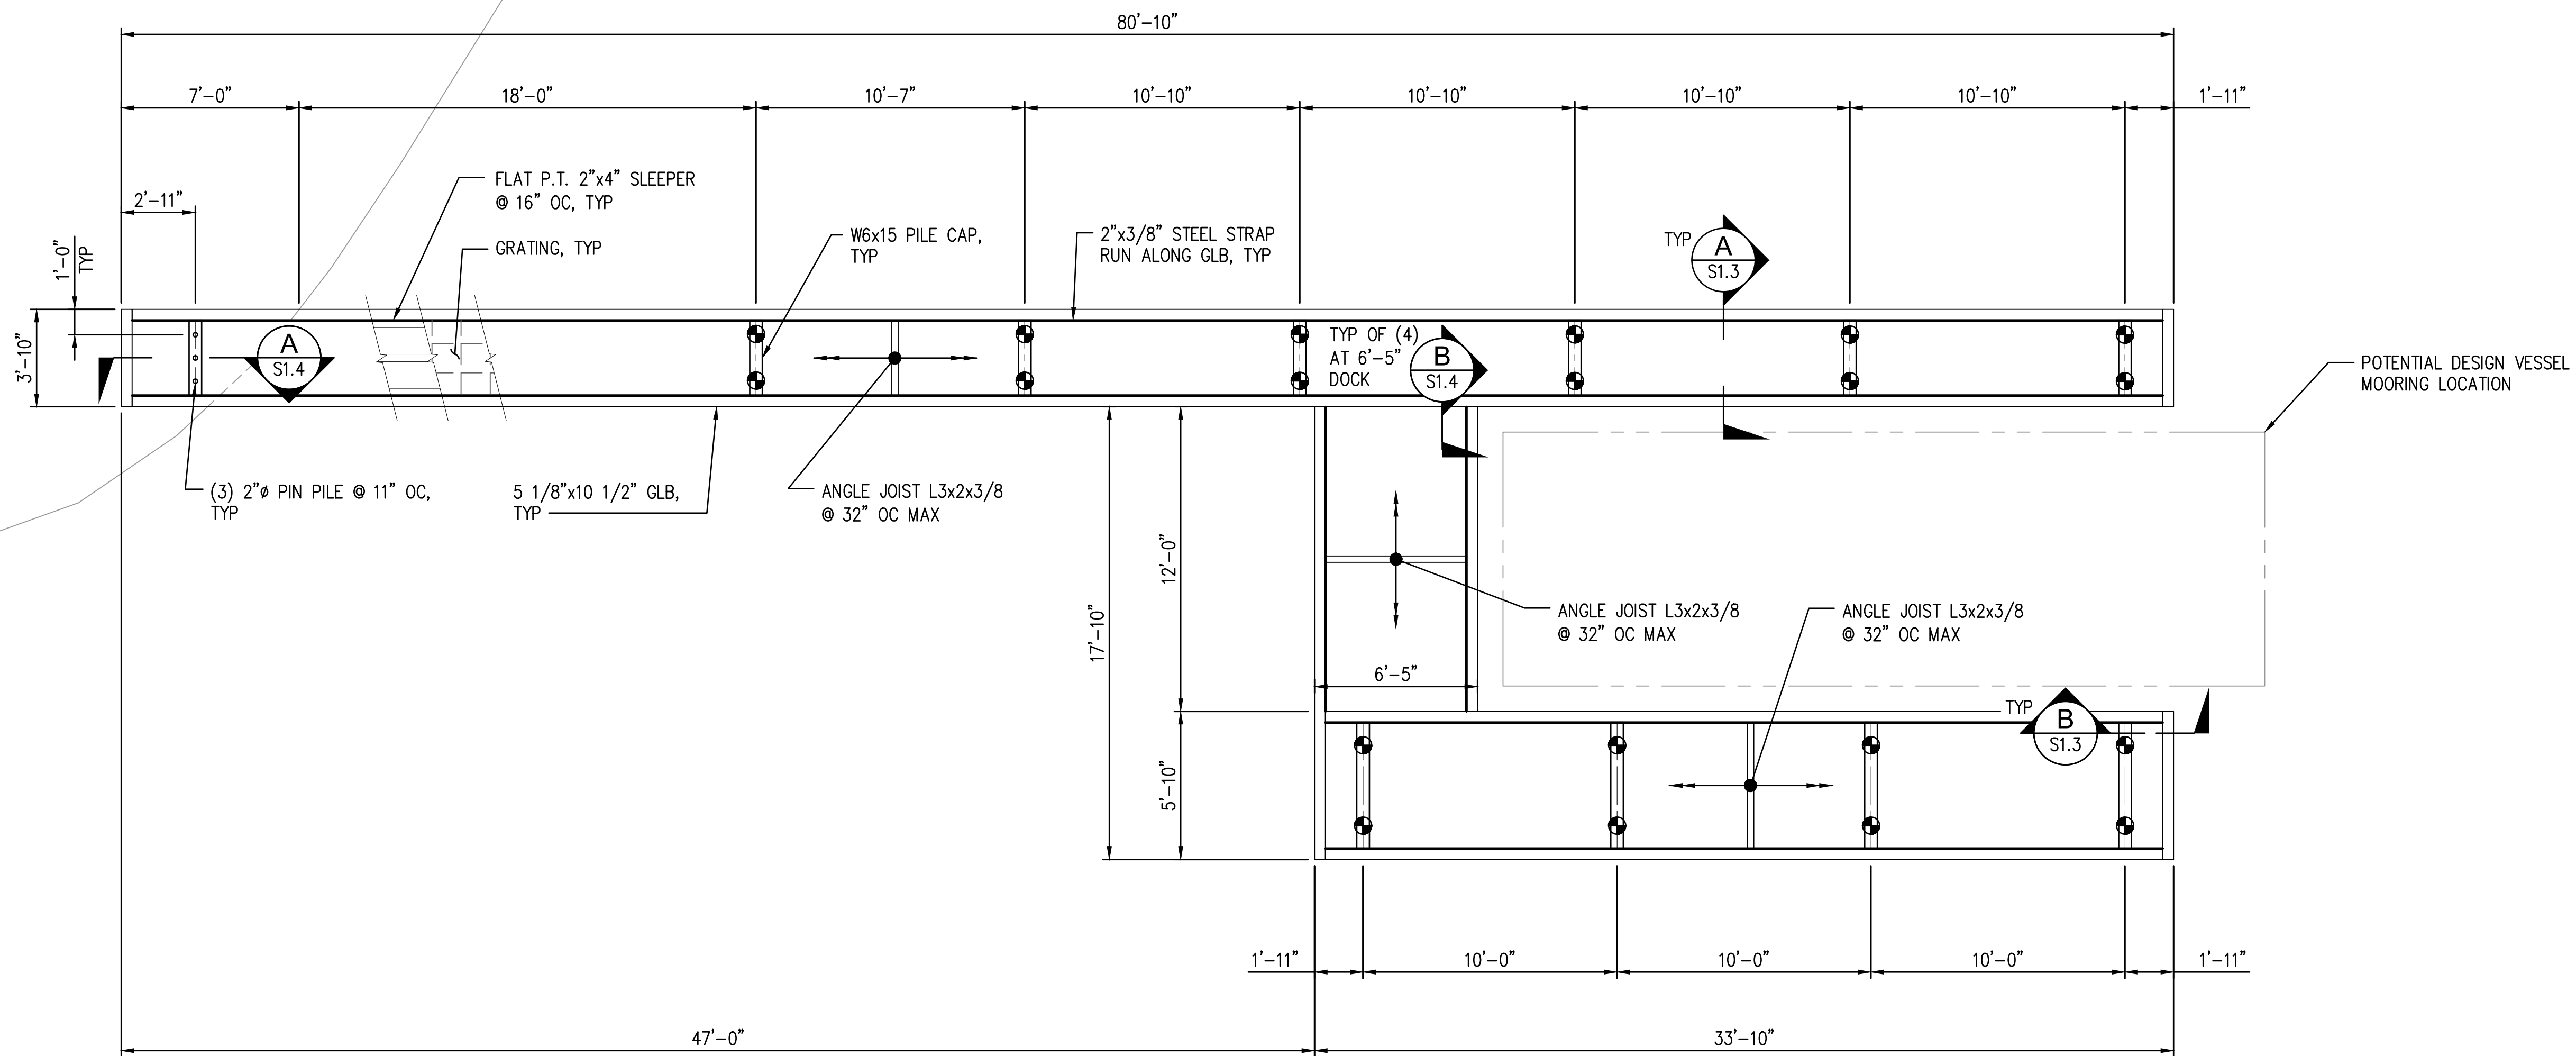 80'-10"
7'-0"
18'-0"
10'-7"
10'-10"
10'-10"
10'-10"
10'-10"
1'-11"
2'-11"
1'-0"
TYP
3'-10"
FLAT P.T. 2"x4" SLEEPER
@ 16" OC, TYP
GRATING, TYP
W6x15 PILE CAP,
TYP
2"x3/8" STEEL STRAP
RUN ALONG GLB, TYP
TYP
A
S1.3
A
S1.4
TYP OF (4)
AT 6'-5"
DOCK
B
S1.4
POTENTIAL DESIGN VESSEL
MOORING LOCATION
(3) 2"ø PIN PILE @ 11" OC,
TYP
5 1/8"x10 1/2" GLB,
TYP
ANGLE JOIST L3x2x3/8
@ 32" OC MAX
12'-0"
17'-10"
5'-10"
6'-5"
ANGLE JOIST L3x2x3/8
@ 32" OC MAX
ANGLE JOIST L3x2x3/8
@ 32" OC MAX
TYP
B
S1.3
1'-11"
10'-0"
10'-0"
10'-0"
1'-11"
47'-0"
33'-10"